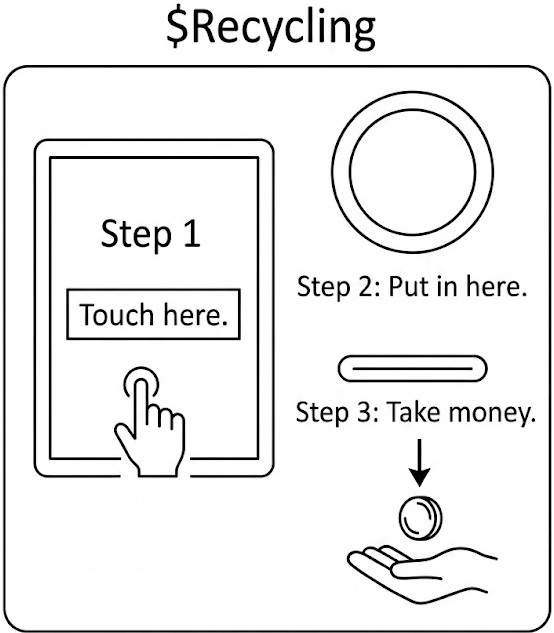 $Recycling
Step 1
Touch here.
Step 2: Put in here.
Step 3: Take money.